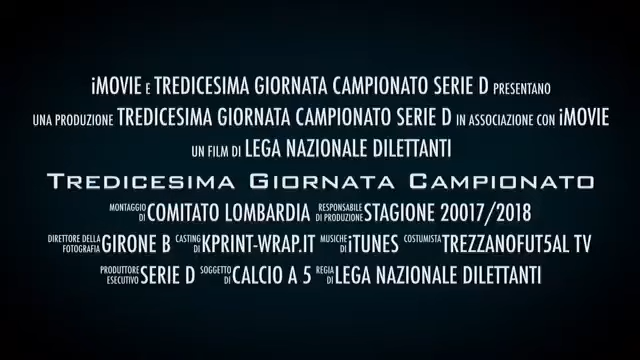 iMOVIE E TREDICESIMA GIORNATA CAMPIONATO SERIE D PRESENTANO
UNA PRODUZIONE TREDICESIMA GIORNATA CAMPIONATO SERIE D IN ASSOCIAZIONE CON iMOVIE
UN FILM DI LEGA NAZIONALE DILETTANTI
TREDICESIMA GIORNATA CAMPIONATO
MONTAGGIO DI COMITATO LOMBARDIA RESPONSABILE DI PRODUZIONE STAGIONE 20017/2018
DIRETTORE DELLA FOTOGRAFIA GIRONE B CASTING DI KPRINT-WRAP.IT MUSICHE DI iTUNES COSTUMISTA TREZZANOFUT5AL TV
PRODUTTORE ESECUTIVO SERIE D SOGGETTO DI CALCIO A 5 REGIA DI LEGA NAZIONALE DILETTANTI